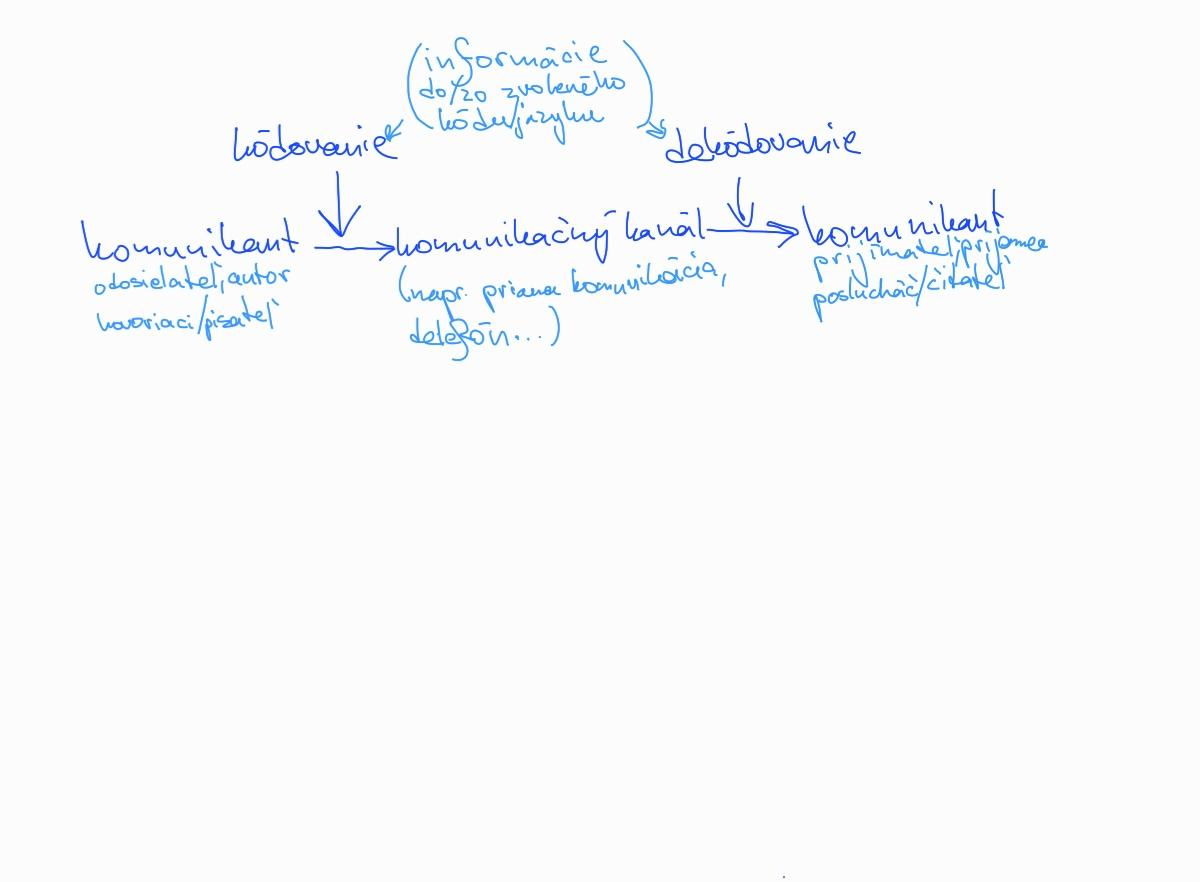 (informácie
do/zo zvoleného
kódu/jazyku)
kódovanie
dekódovanie
komunikant
komunikačný kanál
komunikant
odosielateľ, autor
hovoriaci/pisateľ
(napr. priama komunikácia,
telefón...)
prijímateľ, príjemca
poslucháč/čitateľ